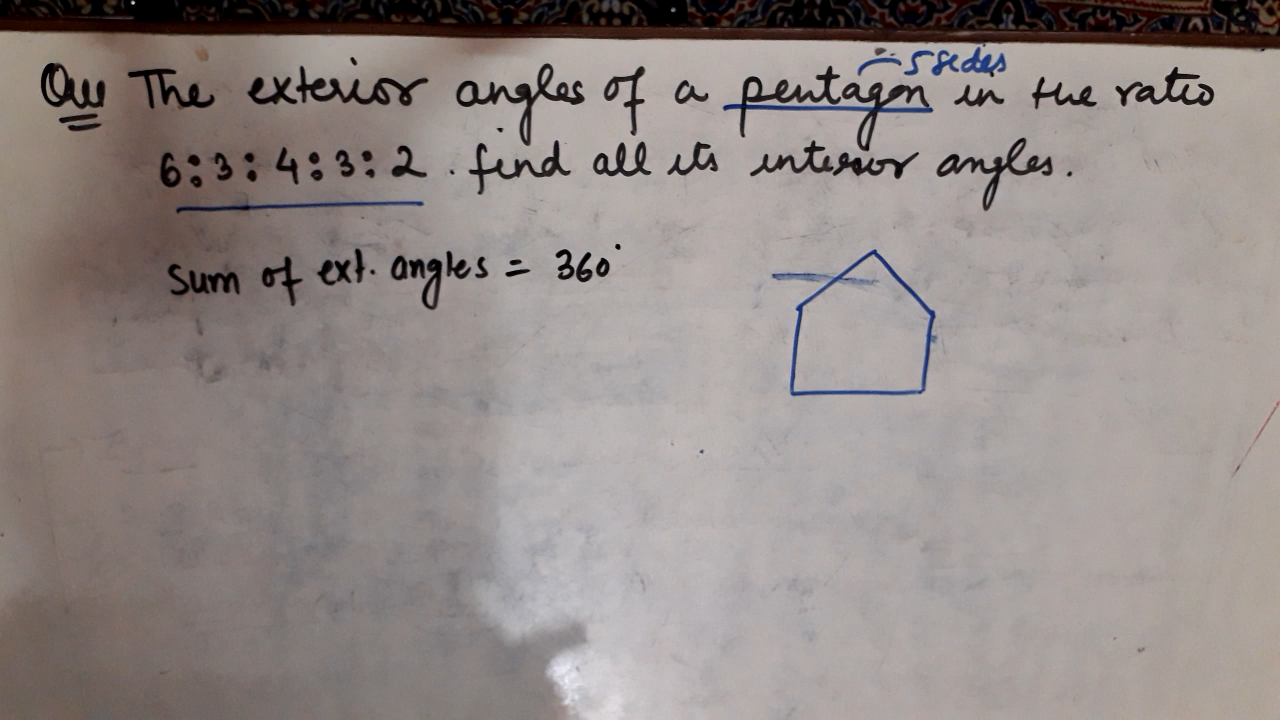 5 sides
Qu The exterior angles of a pentagon in the ratio
6:3:4:3:2. find all its interior angles.
Sum of ext. angles = 360°